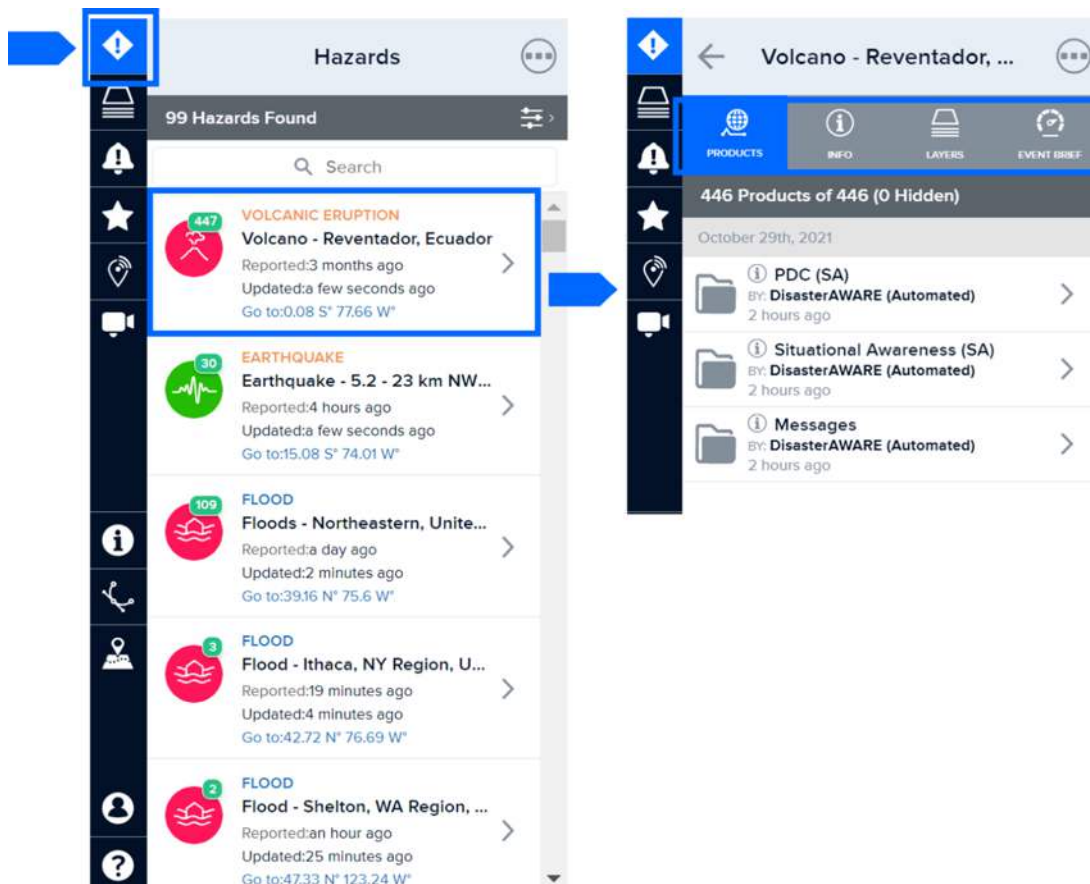 Hazards
99 Hazards Found
Search
447
VOLCANIC ERUPTION
Volcano - Reventador, Ecuador
Reported:3 months ago
Updated:a few seconds ago
Go to:0.08 S° 77.66 W°
30
EARTHQUAKE
Earthquake - 5.2 - 23 km NW...
Reported:4 hours ago
Updated:a few seconds ago
Go to:15.08 S° 74.01 W°
109
FLOOD
Floods - Northeastern, Unite...
Reported:a day ago
Updated:2 minutes ago
Go to:39.16 N° 75.6 W°
3
FLOOD
Flood - Ithaca, NY Region, U...
Reported:19 minutes ago
Updated:4 minutes ago
Go to:42.72 N° 76.69 W°
2
FLOOD
Flood - Shelton, WA Region, ...
Reported:an hour ago
Updated:25 minutes ago
Go to:47.33 N° 123.24 W°
Volcano - Reventador, ...
PRODUCTS INFO LAYERS EVENT BRIEF
446 Products of 446 (0 Hidden)
October 29th, 2021
PDC (SA)
BY: DisasterAWARE (Automated)
2 hours ago
Situational Awareness (SA)
BY: DisasterAWARE (Automated)
2 hours ago
Messages
BY: DisasterAWARE (Automated)
2 hours ago